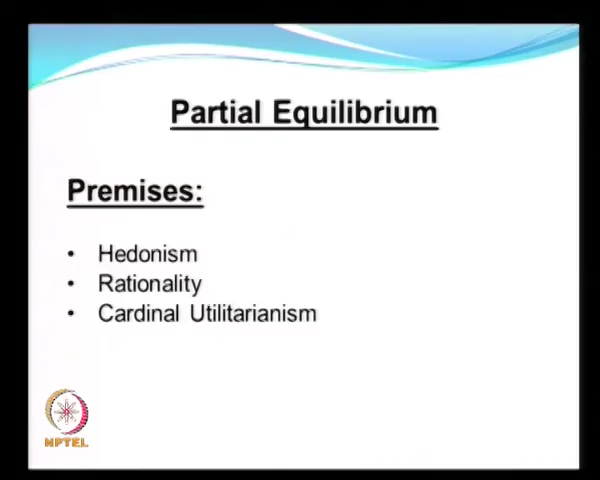 Partial Equilibrium
Premises:
• Hedonism
• Rationality
• Cardinal Utilitarianism
NPTEL